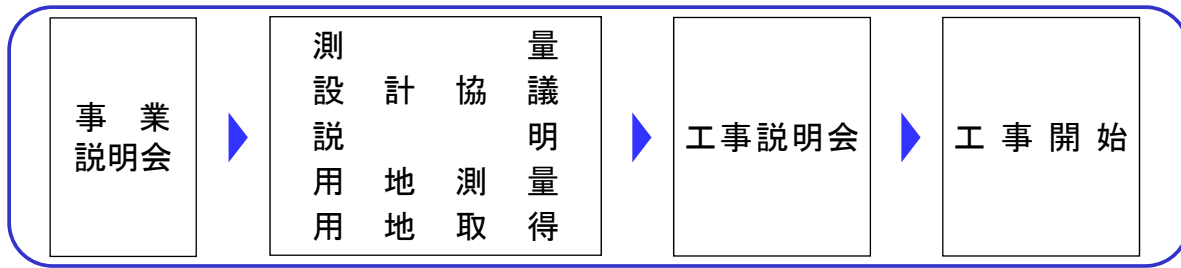 事業
説明会
測量
設計協議
説明
用地測量
用地取得
工事説明会
工事開始